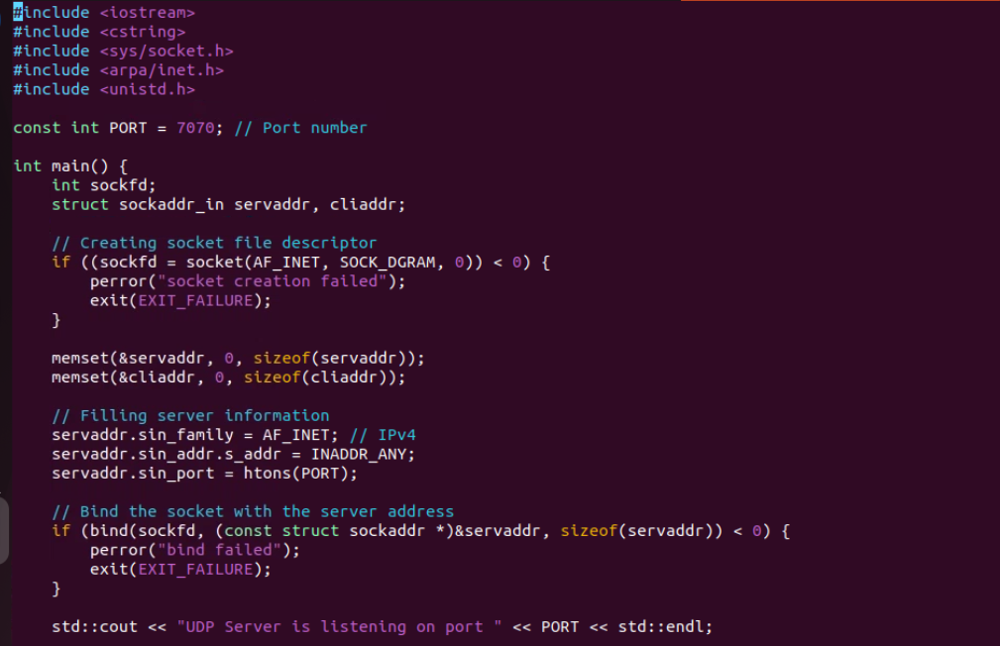 #include <iostream>
#include <cstring>
#include <sys/socket.h>
#include <arpa/inet.h>
#include <unistd.h>

const int PORT = 7070; // Port number

int main() {
    int sockfd;
    struct sockaddr_in servaddr, cliaddr;

    // Creating socket file descriptor
    if ((sockfd = socket(AF_INET, SOCK_DGRAM, 0)) < 0) {
        perror("socket creation failed");
        exit(EXIT_FAILURE);
    }

    memset(&servaddr, 0, sizeof(servaddr));
    memset(&cliaddr, 0, sizeof(cliaddr));

    // Filling server information
    servaddr.sin_family = AF_INET; // IPv4
    servaddr.sin_addr.s_addr = INADDR_ANY;
    servaddr.sin_port = htons(PORT);

    // Bind the socket with the server address
    if (bind(sockfd, (const struct sockaddr *)&servaddr, sizeof(servaddr)) < 0) {
        perror("bind failed");
        exit(EXIT_FAILURE);
    }

    std::cout << "UDP Server is listening on port " << PORT << std::endl;